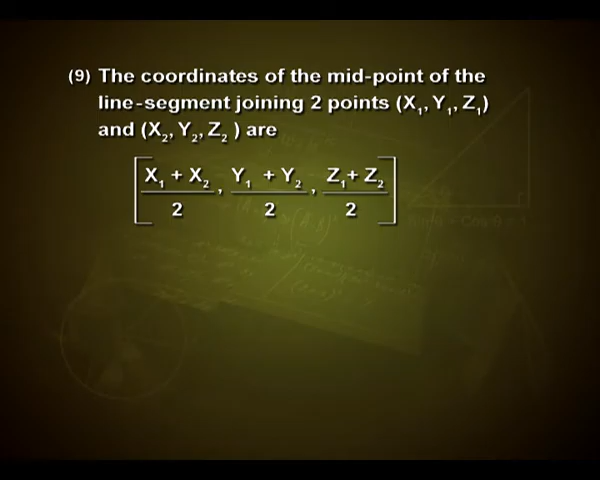 (9) The coordinates of the mid-point of the
line-segment joining 2 points (X₁, Y₁, Z₁)
and (X₂, Y₂, Z₂ ) are
[ X₁ + X₂ / 2 , Y₁ + Y₂ / 2 , Z₁+ Z₂ / 2 ]